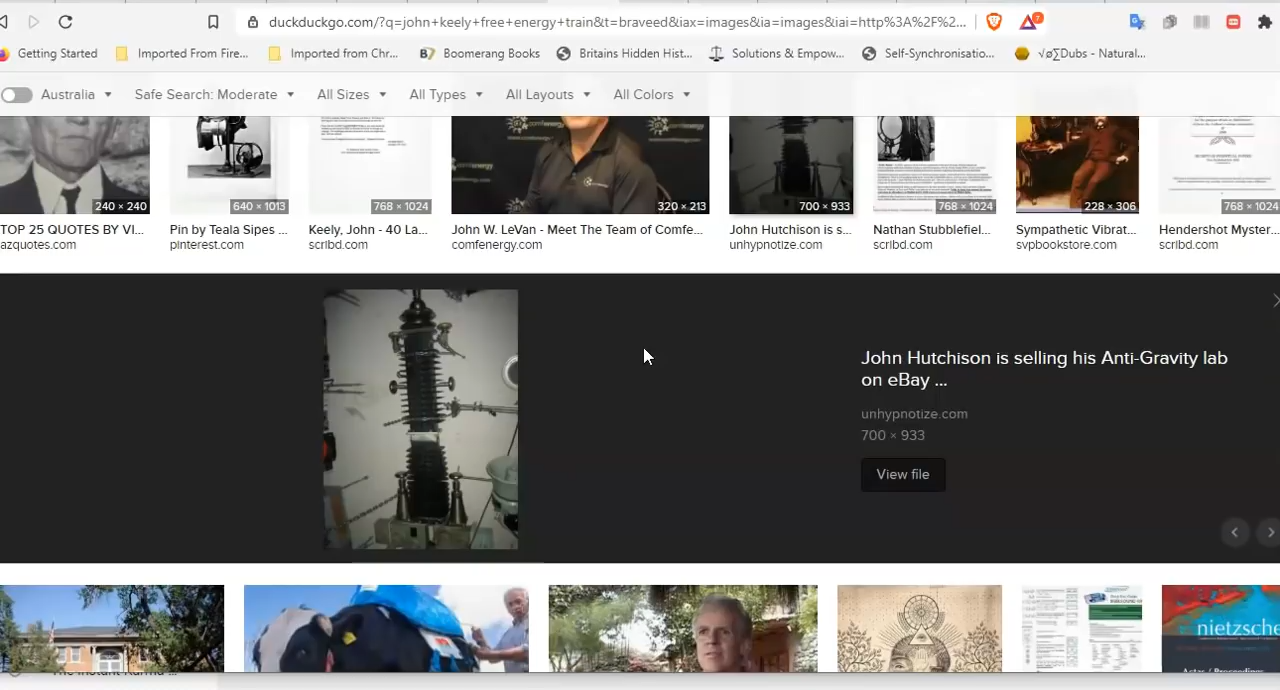 duckduckgo.com/?q=john+keely+free+energy+train&t=braveed&iax=images&ia=images&iai=http%3A%2F%2...
7
Getting Started
Imported From Fire...
Imported from Chr...
B7 Boomerang Books
Britains Hidden Hist...
Solutions & Empow...
Self-Synchronisatio...
√ø∑Dubs - Natural...
Australia
Safe Search: Moderate
All Sizes
All Types
All Layouts
All Colors
240 × 240
640 × 1013
768 × 1024
320 × 213
700 × 933
768 × 1024
228 × 306
768 × 1024
TOP 25 QUOTES BY VI...
azquotes.com
Pin by Teala Sipes ...
pinterest.com
Keely, John - 40 La...
scribd.com
John W. LeVan - Meet The Team of Comfe...
comfenergy.com
John Hutchison is s...
unhypnotize.com
Nathan Stubblefiel...
scribd.com
Sympathetic Vibrat...
svpbookstore.com
Hendershot Myster...
scribd.com
John Hutchison is selling his Anti-Gravity lab
on eBay ...
unhypnotize.com
700 × 933
View file
nietzsche